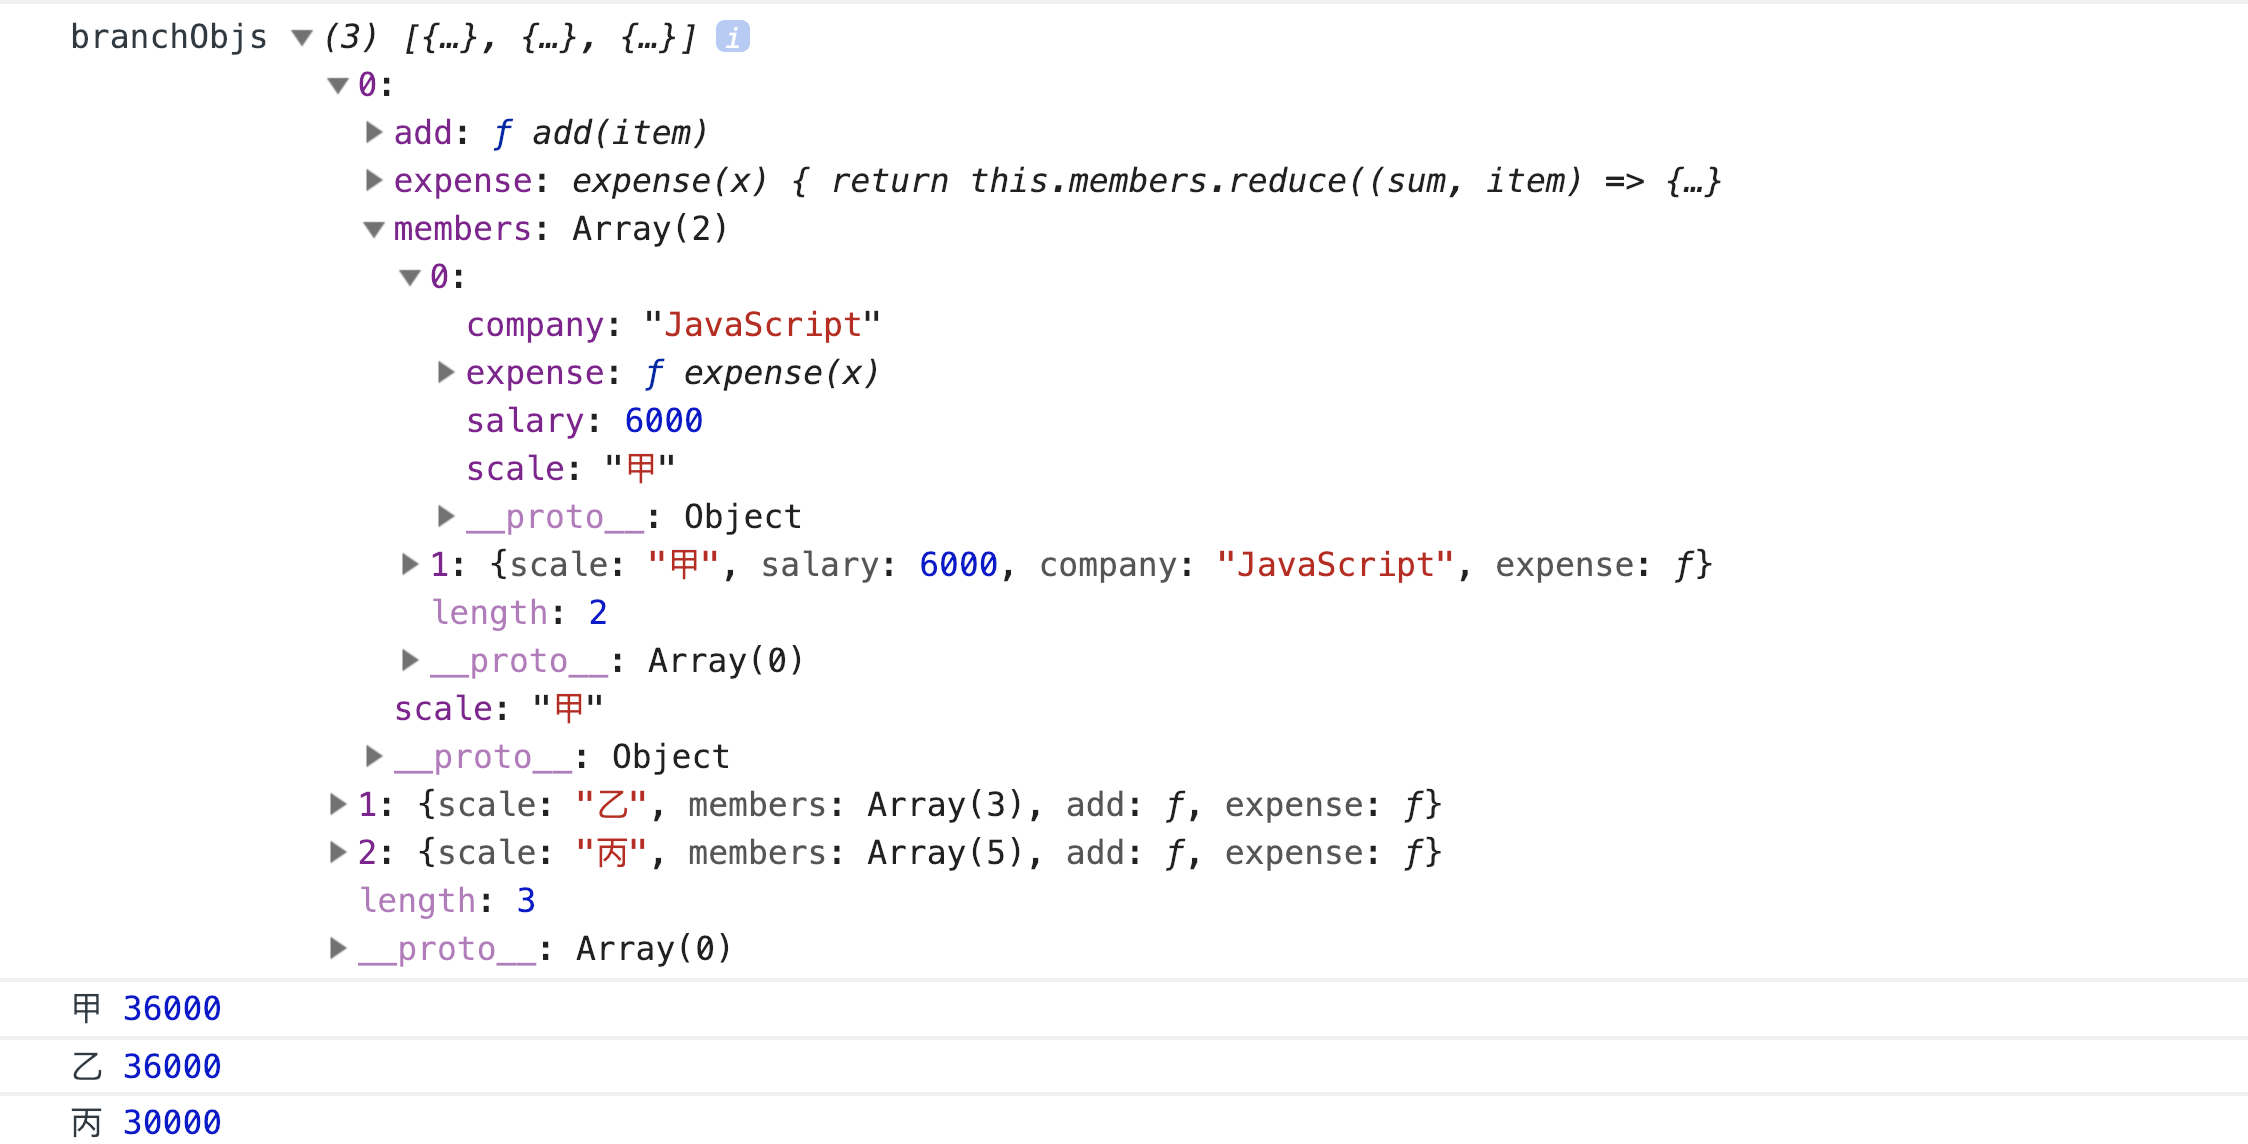 branchObjs ▼(3) [{…}, {…}, {…}] i
▼0:
▶add: ƒ add(item)
▶expense: expense(x) { return this.members.reduce((sum, item) => {…}
▼members: Array(2)
▼0:
company: "JavaScript"
▶expense: ƒ expense(x)
salary: 6000
scale: "甲"
▶__proto__: Object
▶1: {scale: "甲", salary: 6000, company: "JavaScript", expense: ƒ}
length: 2
▶__proto__: Array(0)
scale: "甲"
▶__proto__: Object
▶1: {scale: "乙", members: Array(3), add: ƒ, expense: ƒ}
▶2: {scale: "丙", members: Array(5), add: ƒ, expense: ƒ}
length: 3
▶__proto__: Array(0)
甲 36000
乙 36000
丙 30000